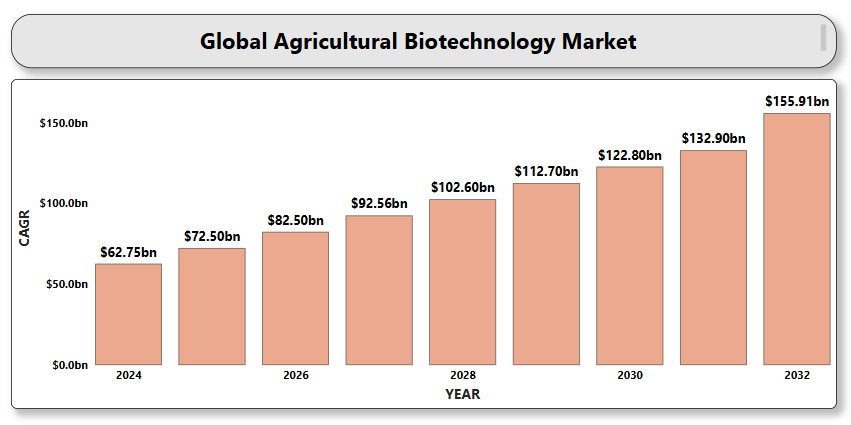 Global Agricultural Biotechnology Market
$155.91bn
$150.0bn
$132.90bn
$122.80bn
$112.70bn
$102.60bn
$100.0bn
$92.56bn
$82.50bn
$72.50bn
$62.75bn
$50.0bn
$0.0bn
CAGR
2024
2026
2028
2030
2032
YEAR